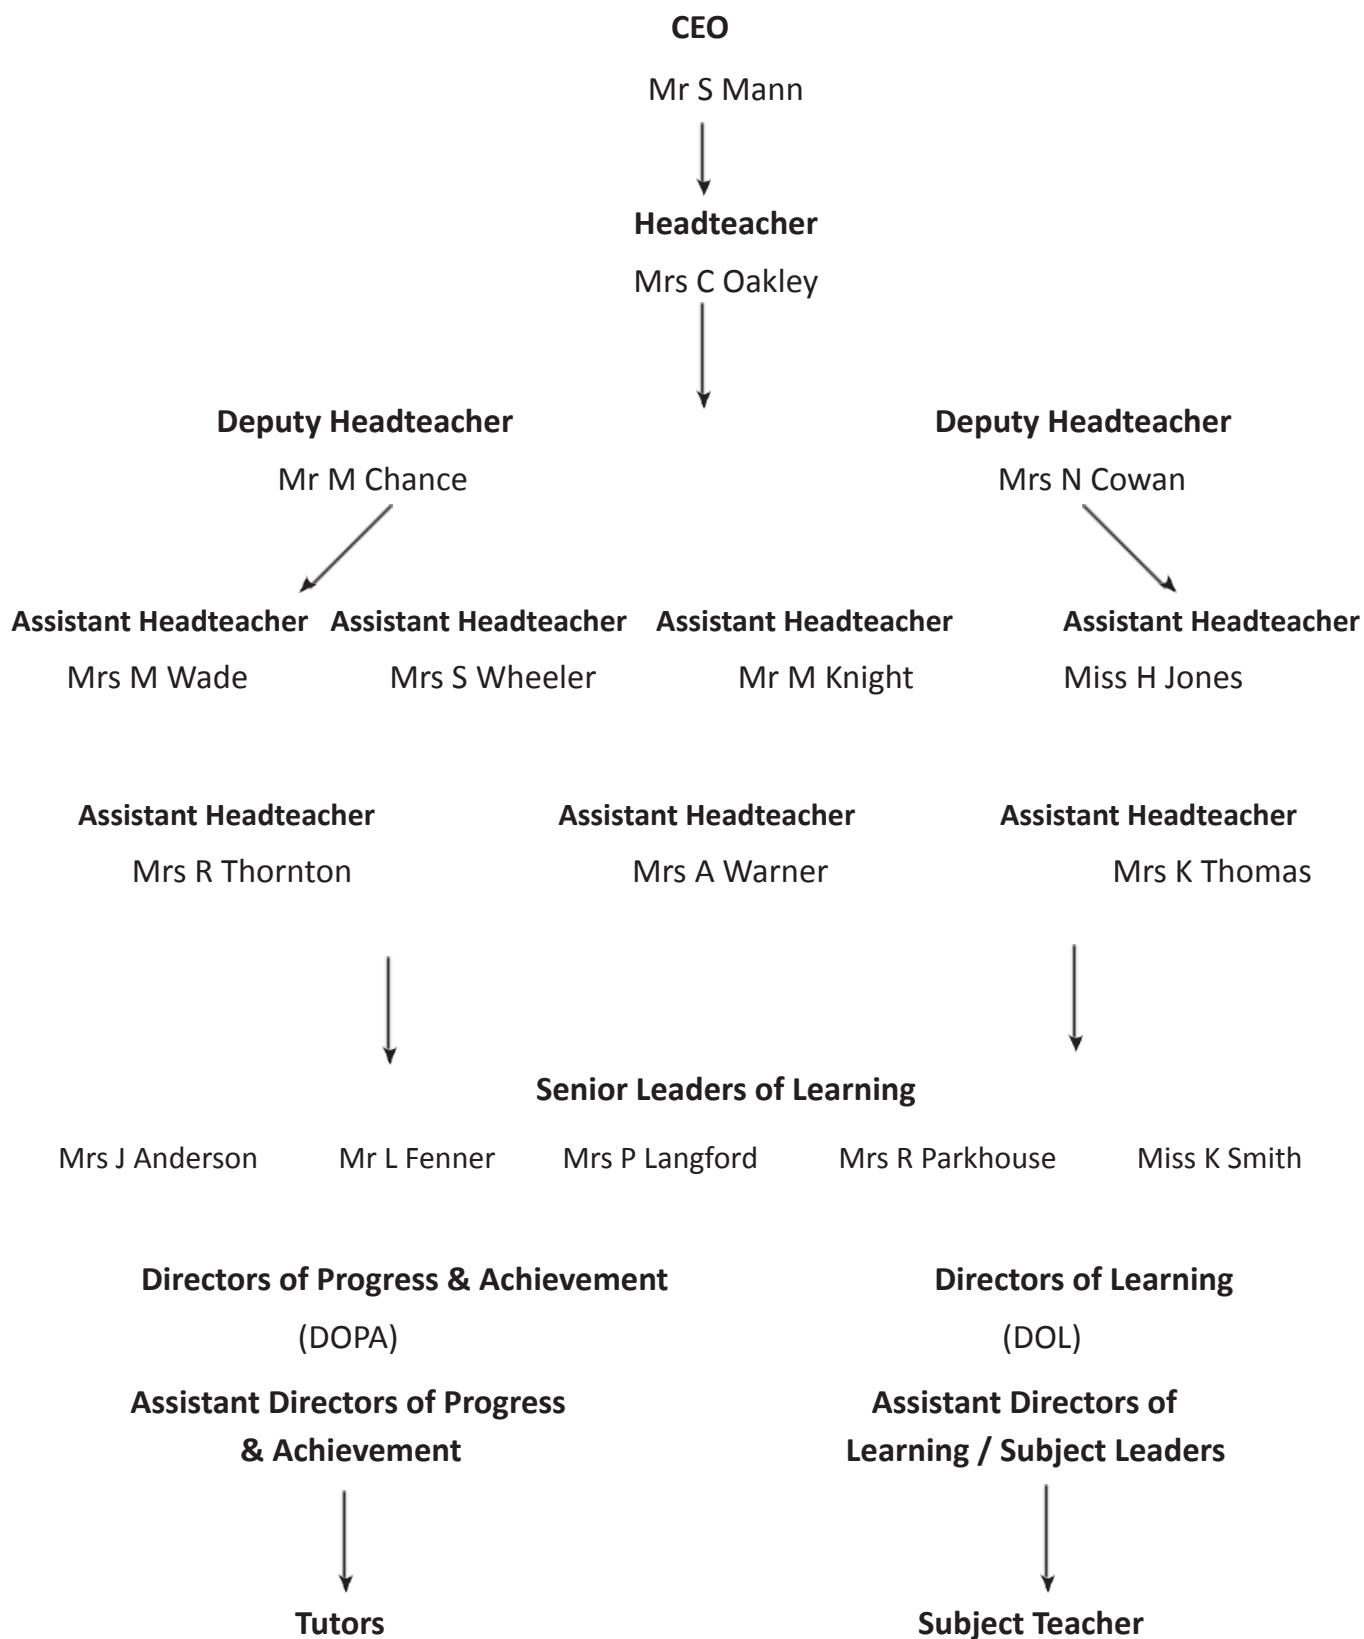 CEO
Mr S Mann
Headteacher
Mrs C Oakley
Deputy Headteacher Deputy Headteacher
Mr M Chance Mrs N Cowan
Assistant Headteacher Assistant Headteacher Assistant Headteacher Assistant Headteacher
Mrs M Wade Mrs S Wheeler Mr M Knight Miss H Jones
Assistant Headteacher Assistant Headteacher Assistant Headteacher
Mrs R Thornton Mrs A Warner Mrs K Thomas
Senior Leaders of Learning
Mrs J Anderson Mr L Fenner Mrs P Langford Mrs R Parkhouse Miss K Smith
Directors of Progress & Achievement Directors of Learning
(DOPA) (DOL)
Assistant Directors of Progress Assistant Directors of
& Achievement Learning / Subject Leaders
Tutors Subject Teacher